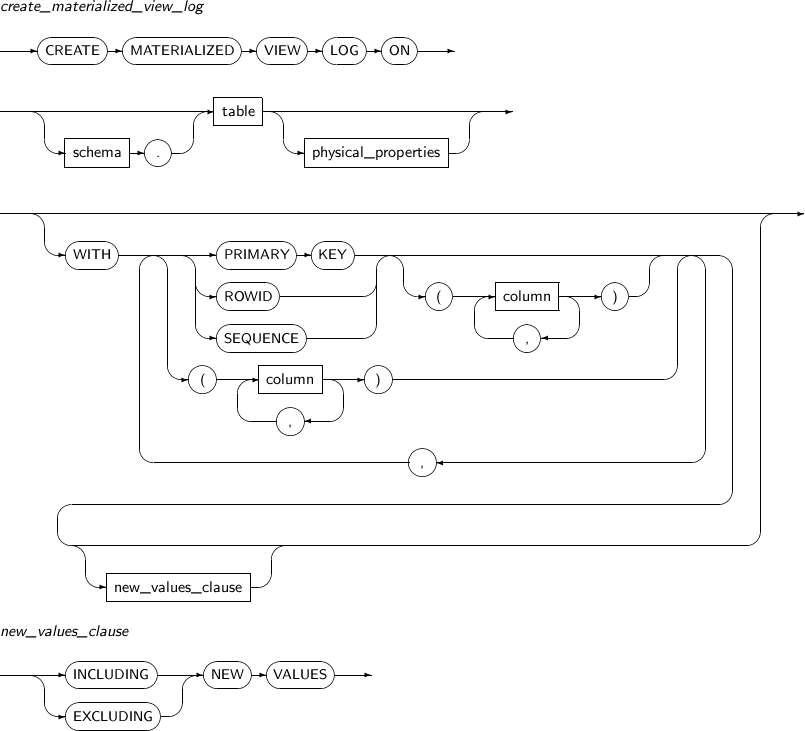 create_materialized_view_log
CREATE MATERIALIZED VIEW LOG ON
table
schema . physical_properties
WITH PRIMARY KEY
ROWID ( column )
SEQUENCE ,
( column )
,
,
new_values_clause
new_values_clause
INCLUDING NEW VALUES
EXCLUDING